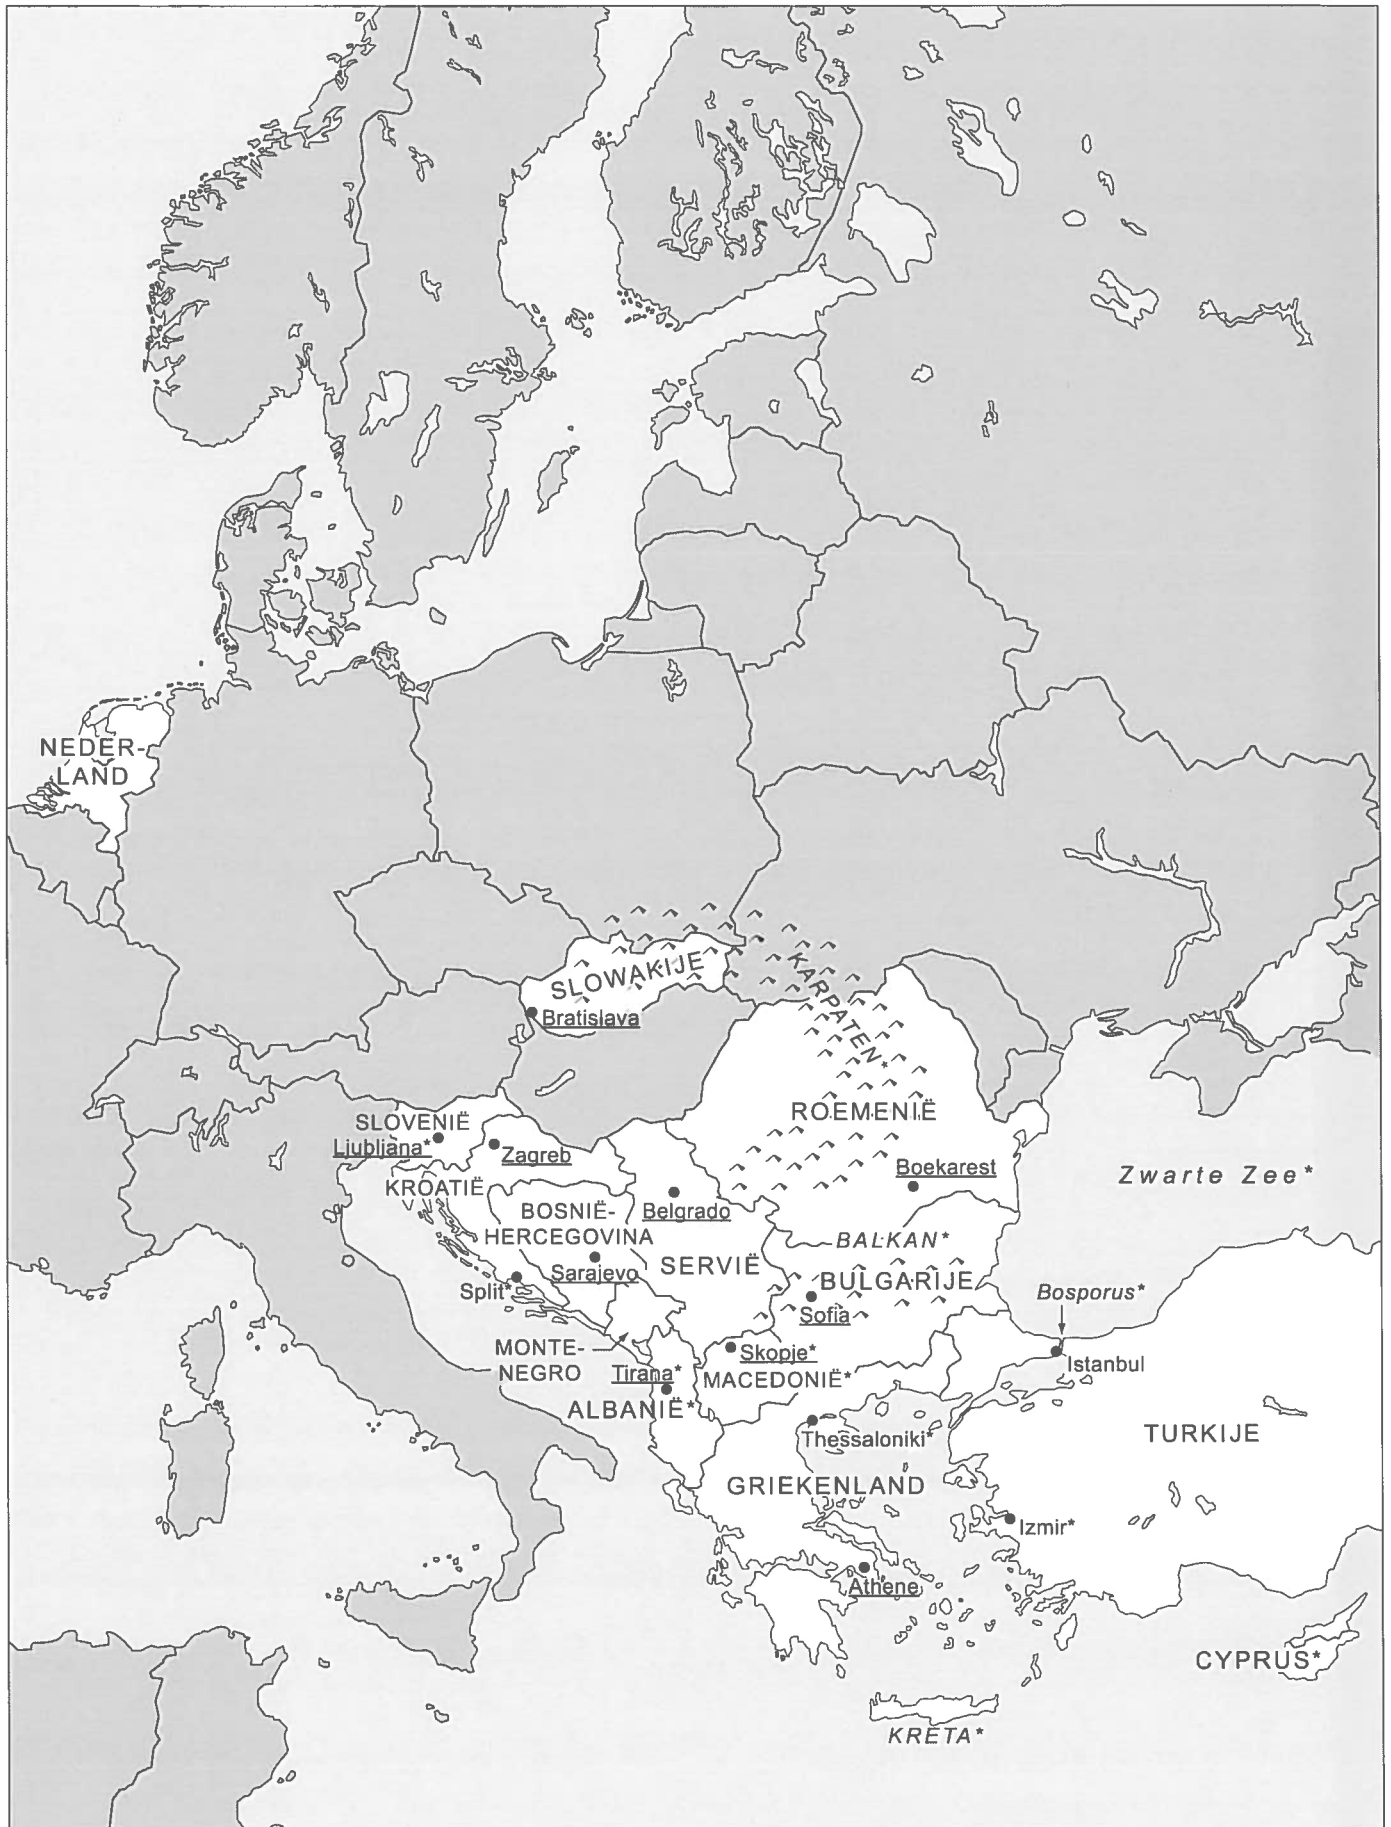 NEDER-
LAND
SLOWAKIJE
Bratislava
KARPATEN*
SLOVENIË
Ljubljana*
Zagreb
KROATIË
ROEMENIË
Boekarest
Zwarte Zee*
BOSNIË-
HERCEGOVINA
Sarajevo
Belgrado
SERVIË
BALKAN*
BULGARIJE
Sofia
Split*
Bosporus*
Istanbul
MONTE-
NEGRO
Tirana*
ALBANIË*
Skopje*
MACEDONIË*
Thessaloniki*
GRIEKENLAND
TURKIJE
Izmir*
Athene
CYPRUS*
KRETA*